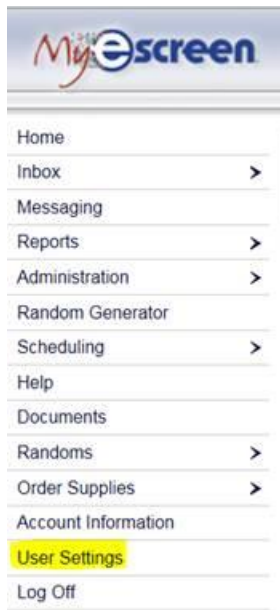 Myescreen
Home
Inbox
Messaging
Reports
Administration
Random Generator
Scheduling
Help
Documents
Randoms
Order Supplies
Account Information
User Settings
Log Off